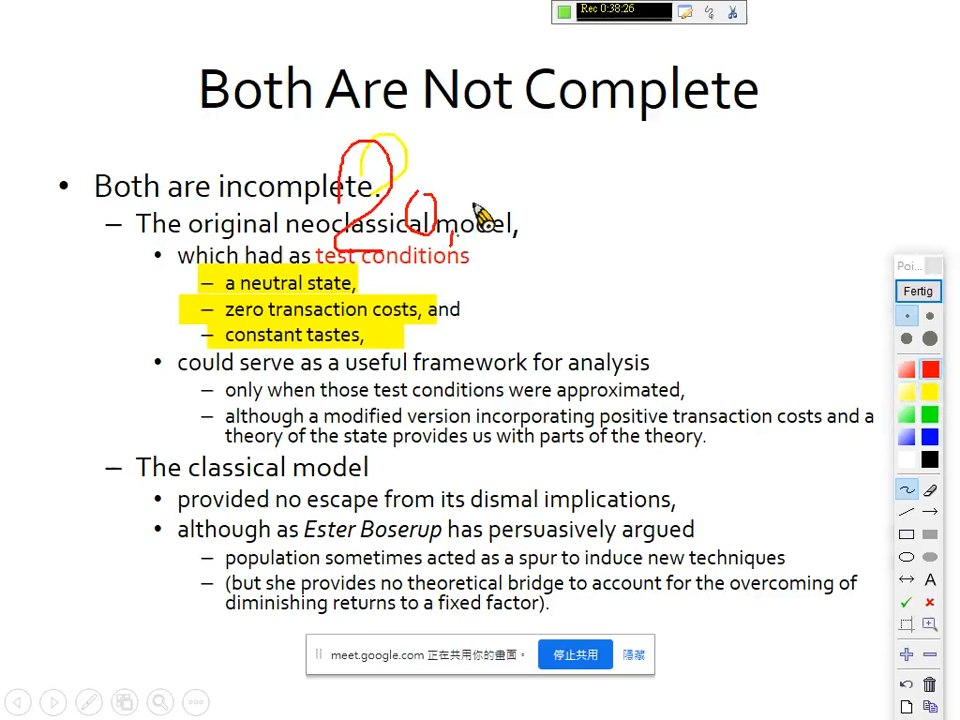 Rec 0:38:26
Both Are Not Complete
• Both are incomplete.
– The original neoclassical model,
• which had as test conditions
– a neutral state,
– zero transaction costs, and
– constant tastes,
• could serve as a useful framework for analysis
– only when those test conditions were approximated,
– although a modified version incorporating positive transaction costs and a
theory of the state provides us with parts of the theory.
– The classical model
• provided no escape from its dismal implications,
• although as Ester Boserup has persuasively argued
– population sometimes acted as a spur to induce new techniques
– (but she provides no theoretical bridge to account for the overcoming of
diminishing returns to a fixed factor).
20
Poi...
Fertig
A
meet.google.com 正在共用你的畫面。 停止共用 隱藏